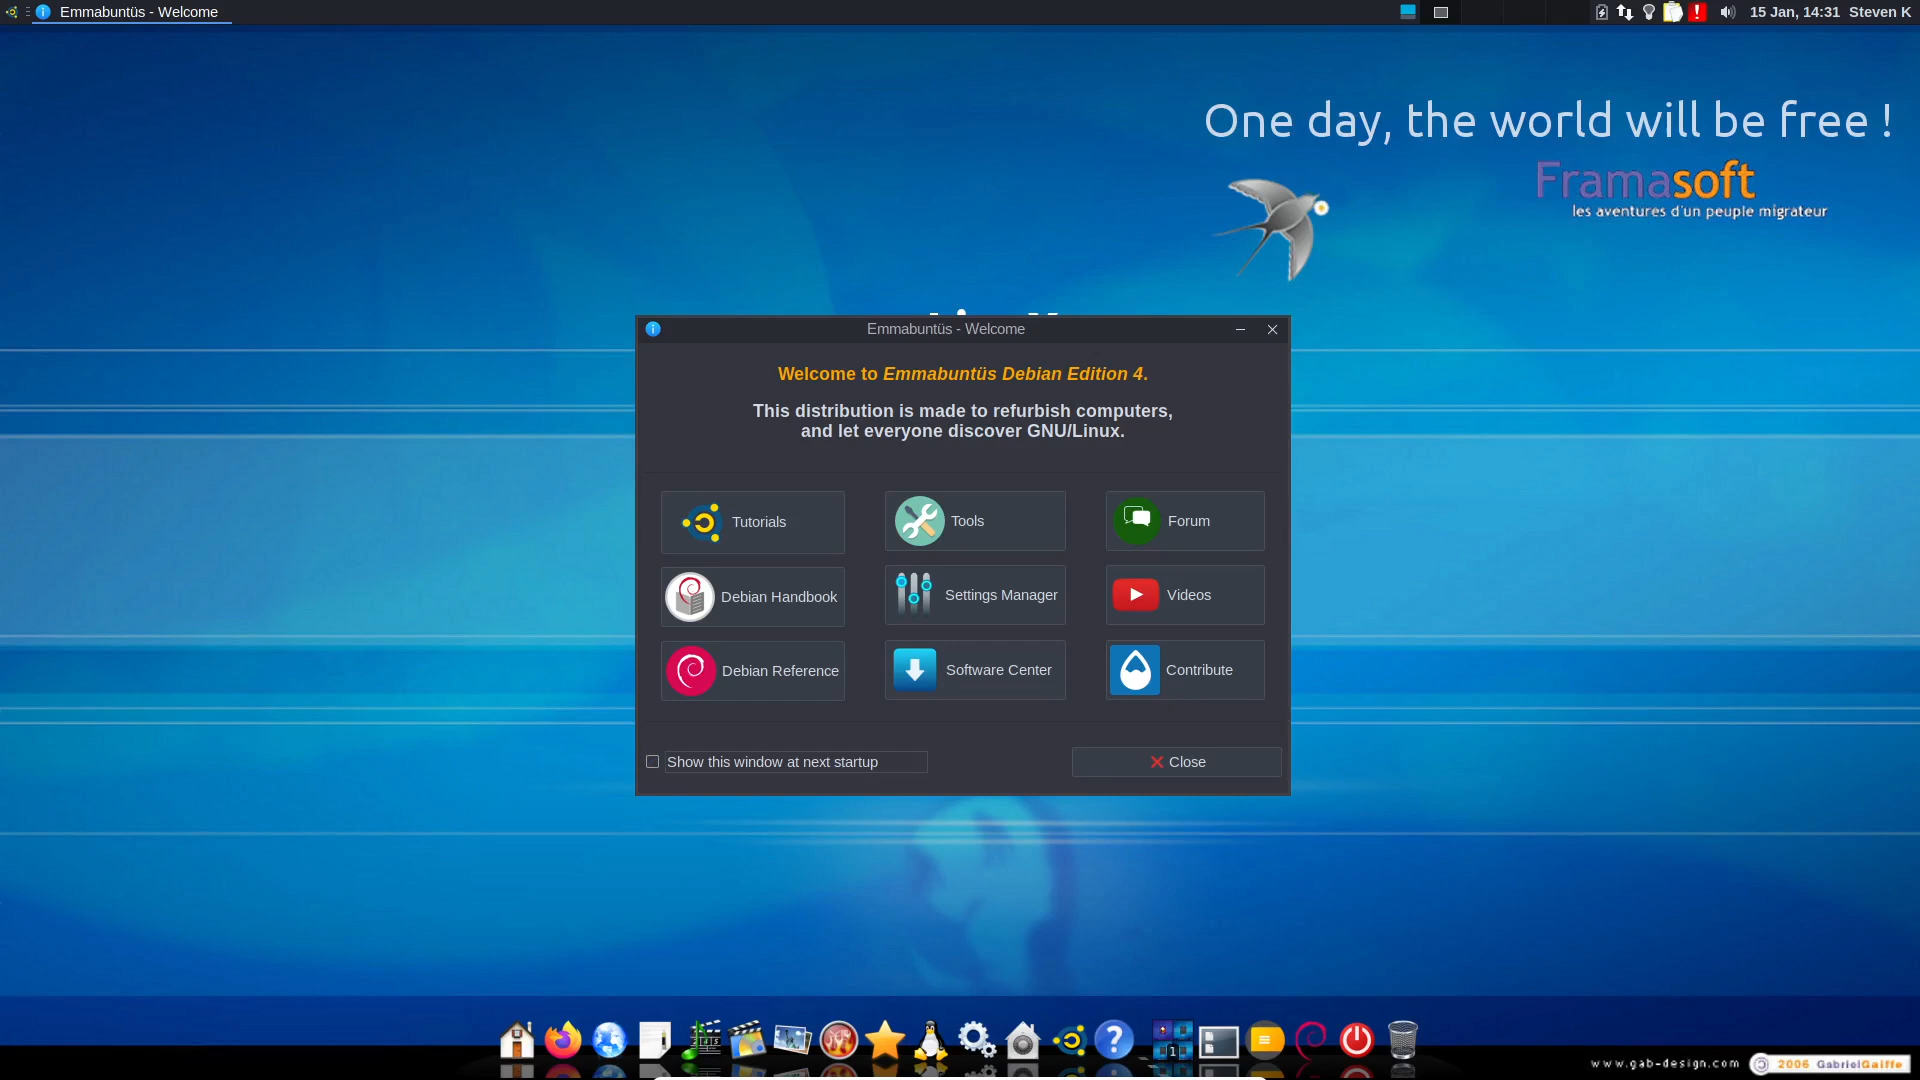 Emmabuntüs - Welcome
15 Jan, 14:31 Steven K
One day, the world will be free !
Framasoft
les aventures d'un peuple migrateur
Emmabuntüs - Welcome
Welcome to Emmabuntüs Debian Edition 4.
This distribution is made to refurbish computers,
and let everyone discover GNU/Linux.
Tutorials
Tools
Forum
Debian Handbook
Settings Manager
Videos
Debian Reference
Software Center
Contribute
Show this window at next startup
Close
1
www.gab-design.com
2006 GabrielGaiffe